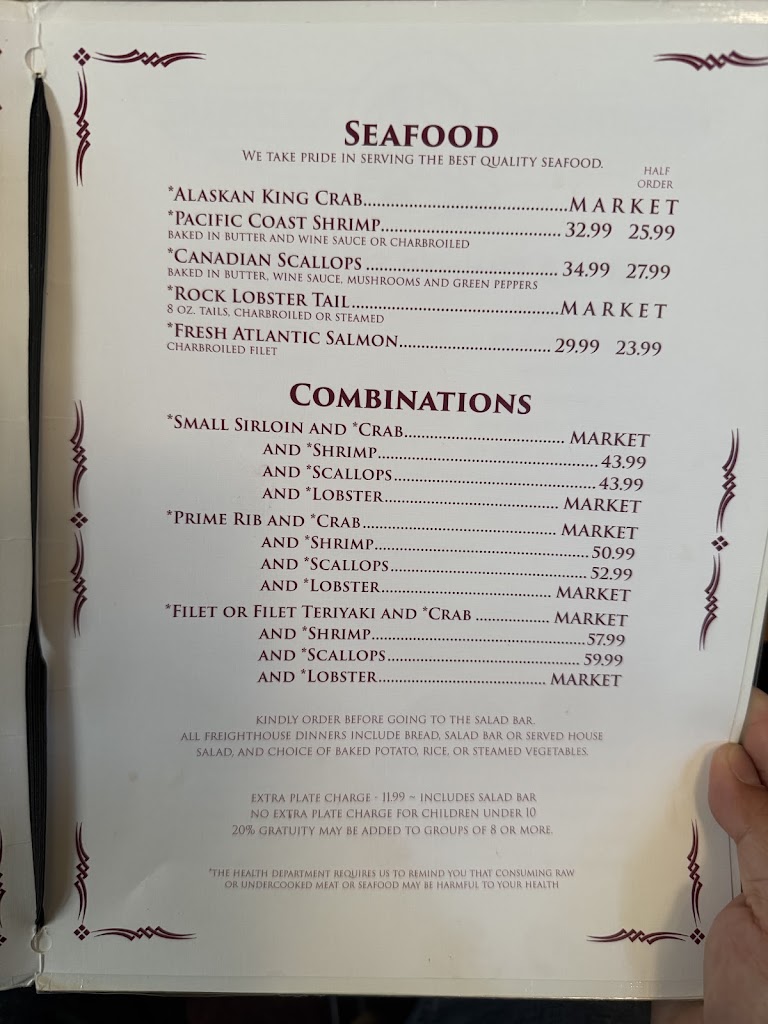 SEAFOOD
WE TAKE PRIDE IN SERVING THE BEST QUALITY SEAFOOD.
HALF
ORDER
*ALASKAN KING CRAB..........MARKET
*PACIFIC COAST SHRIMP..........32.99 25.99
BAKED IN BUTTER AND WINE SAUCE OR CHARBROILED
*CANADIAN SCALLOPS..........34.99 27.99
BAKED IN BUTTER, WINE SAUCE, MUSHROOMS AND GREEN PEPPERS
*ROCK LOBSTER TAIL..........MARKET
8 OZ. TAILS, CHARBROILED OR STEAMED
*FRESH ATLANTIC SALMON..........29.99 23.99
CHARBROILED FILET
COMBINATIONS
*SMALL SIRLOIN AND *CRAB..........MARKET
AND *SHRIMP..........43.99
AND *SCALLOPS..........43.99
AND *LOBSTER..........MARKET
*PRIME RIB AND *CRAB..........MARKET
AND *SHRIMP..........50.99
AND *SCALLOPS..........52.99
AND *LOBSTER..........MARKET
*FILET OR FILET TERIYAKI AND *CRAB..........MARKET
AND *SHRIMP..........57.99
AND *SCALLOPS..........59.99
AND *LOBSTER..........MARKET
KINDLY ORDER BEFORE GOING TO THE SALAD BAR.
ALL FREIGHTHOUSE DINNERS INCLUDE BREAD, SALAD BAR OR SERVED HOUSE
SALAD, AND CHOICE OF BAKED POTATO, RICE, OR STEAMED VEGETABLES.
EXTRA PLATE CHARGE - 11.99 ~ INCLUDES SALAD BAR
NO EXTRA PLATE CHARGE FOR CHILDREN UNDER 10
20% GRATUITY MAY BE ADDED TO GROUPS OF 8 OR MORE.
*THE HEALTH DEPARTMENT REQUIRES US TO REMIND YOU THAT CONSUMING RAW
OR UNDERCOOKED MEAT OR SEAFOOD MAY BE HARMFUL TO YOUR HEALTH